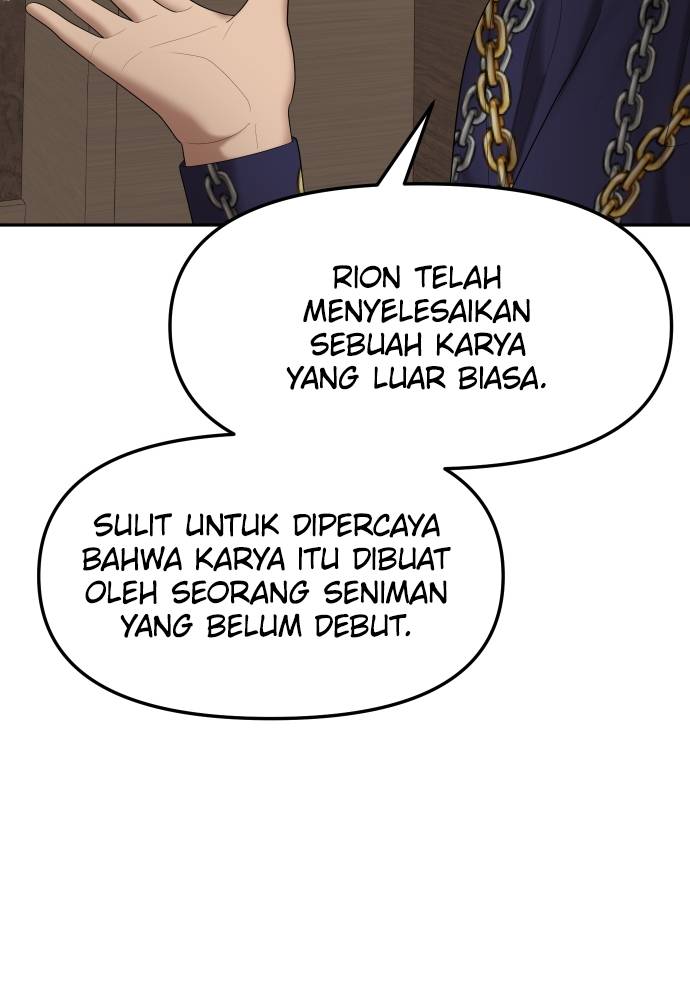 RION TELAH
MENYELESAIKAN
SEBUAH KARYA
YANG LUAR BIASA.
SULIT UNTUK DIPERCAYA
BAHWA KARYA ITU DIBUAT
OLEH SEORANG SENIMAN
YANG BELUM DEBUT.